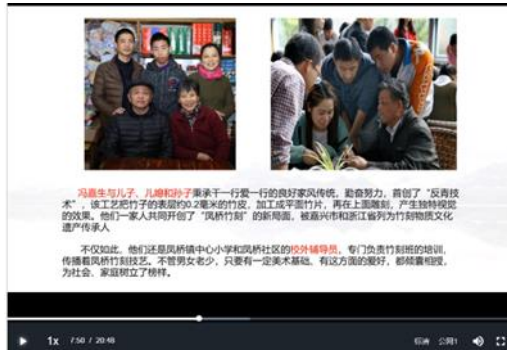 冯嘉生与儿子、儿媳和孙子秉承干一行爱一行的良好家风传统，勤奋努力，首创了“反青技
术”，该工艺把竹子的表层约0.2毫米的竹皮，加工成平面竹片，再在上面雕刻，产生独特视觉
的效果。他们一家人共同开创了“凤桥竹刻”的新局面，被嘉兴市和浙江省列为竹刻物质文化
遗产传承人
不仅如此，他们还是凤桥镇中心小学和凤桥社区的校外辅导员，专门负责竹刻班的培训，
传播着凤桥竹刻技艺。不管男女老少，只要有一定美术基础、有这方面的爱好，都倾囊相授，
为社会、家庭树立了榜样。
1x 7:50 / 20:48 标清 公网1